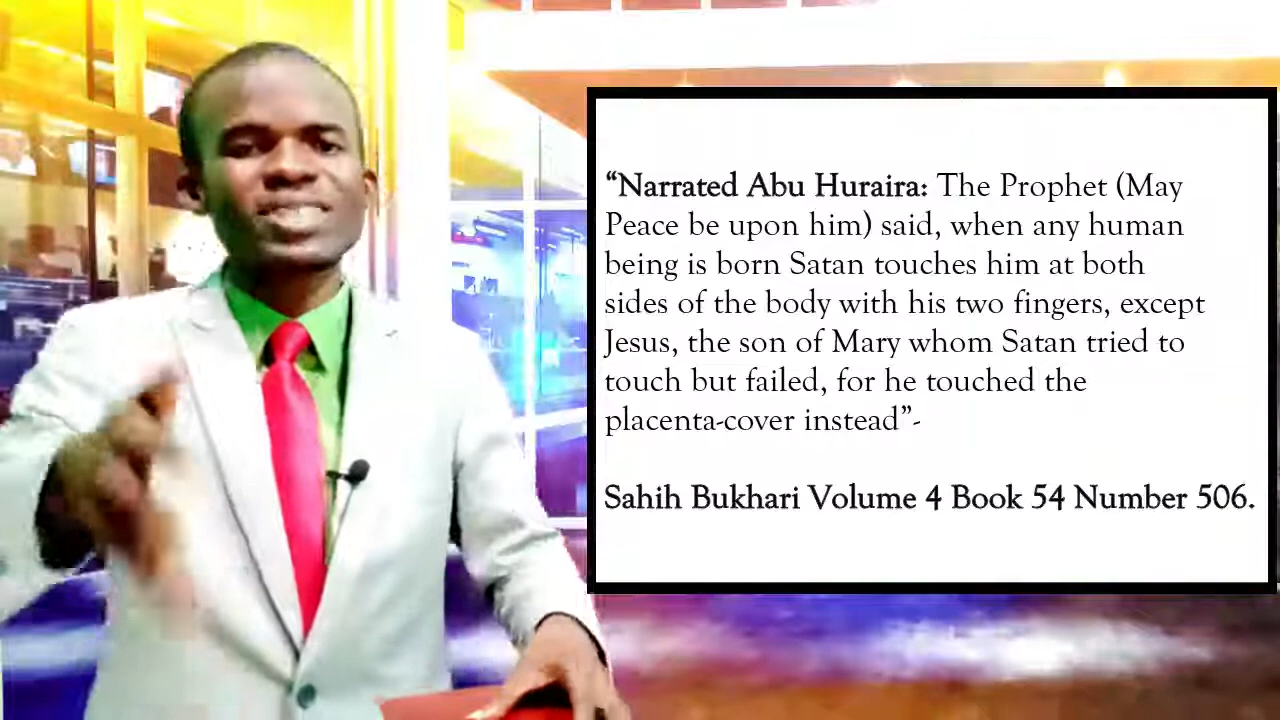 “Narrated Abu Huraira: The Prophet (May
Peace be upon him) said, when any human
being is born Satan touches him at both
sides of the body with his two fingers, except
Jesus, the son of Mary whom Satan tried to
touch but failed, for he touched the
placenta-cover instead”-
Sahih Bukhari Volume 4 Book 54 Number 506.